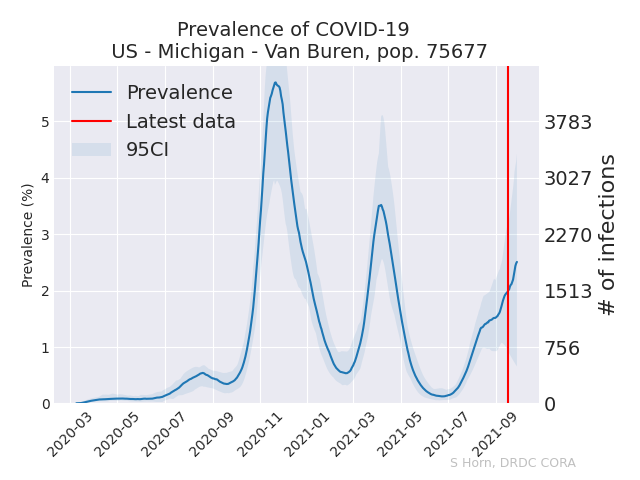 Prevalence of COVID-19
US - Michigan - Van Buren, pop. 75677
Prevalence
Latest data
95CI
Prevalence (%)
5
4
3
2
1
0
3783
3027
2270
1513
756
0
# of infections
2020-03
2020-05
2020-07
2020-09
2020-11
2021-01
2021-03
2021-05
2021-07
2021-09
S Horn, DRDC CORA